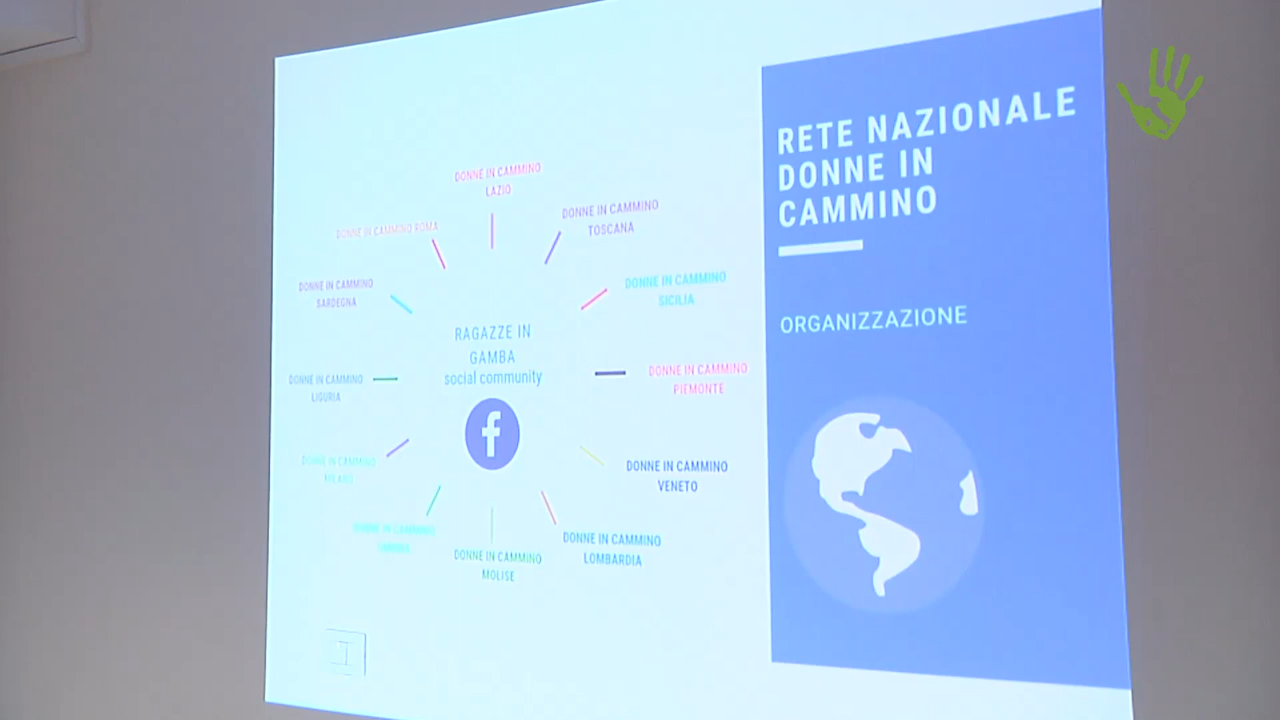 RETE NAZIONALE
DONNE IN
CAMMINO
ORGANIZZAZIONE
DONNE IN CAMMINO
LAZIO
DONNE IN CAMMINO
TOSCANA
DONNE IN CAMMINO
SICILIA
DONNE IN CAMMINO
PIEMONTE
DONNE IN CAMMINO
VENETO
DONNE IN CAMMINO
LOMBARDIA
DONNE IN CAMMINO
MOLISE
DONNE IN CAMMINO
DONNE IN CAMMINO
MILANO
DONNE IN CAMMINO
LIGURIA
DONNE IN CAMMINO
SARDEGNA
DONNE IN CAMMINO ROMA
RAGAZZE IN
GAMBA
social community
f